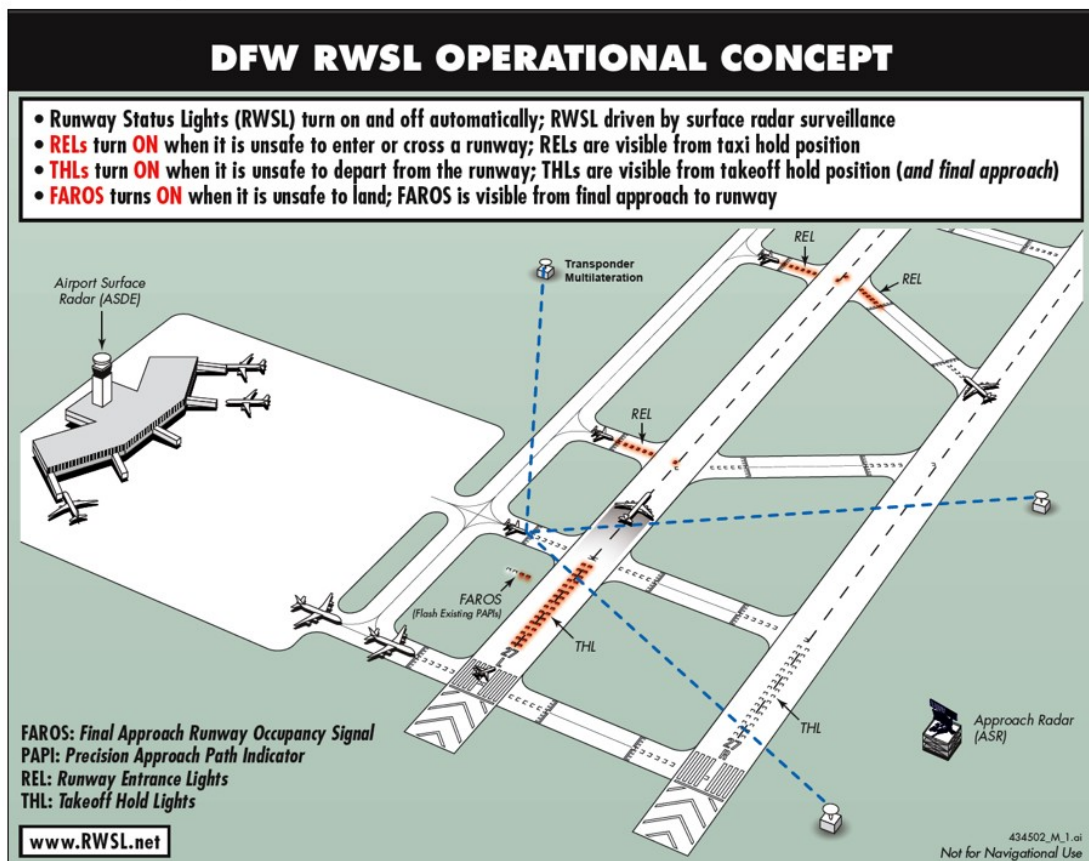 DFW RWSL OPERATIONAL CONCEPT
• Runway Status Lights (RWSL) turn on and off automatically; RWSL driven by surface radar surveillance
• RELs turn ON when it is unsafe to enter or cross a runway; RELs are visible from taxi hold position
• THLs turn ON when it is unsafe to depart from the runway; THLs are visible from takeoff hold position (and final approach)
• FAROS turns ON when it is unsafe to land; FAROS is visible from final approach to runway
REL
Transponder
Multilateration
REL
Airport Surface
Radar (ASDE)
REL
FAROS
(Flash Existing PAPIs)
THL
27
L
THL
27
R
Approach Radar
(ASR)
FAROS: Final Approach Runway Occupancy Signal
PAPI: Precision Approach Path Indicator
REL: Runway Entrance Lights
THL: Takeoff Hold Lights
www.RWSL.net
434502_M_1.ai
Not for Navigational Use